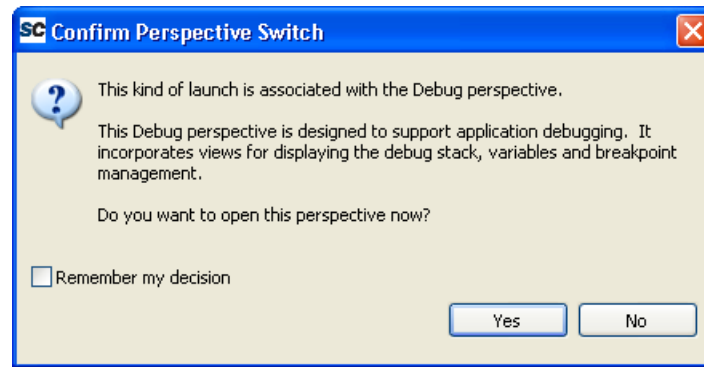 SC Confirm Perspective Switch
This kind of launch is associated with the Debug perspective.
This Debug perspective is designed to support application debugging. It
incorporates views for displaying the debug stack, variables and breakpoint
management.
Do you want to open this perspective now?
Remember my decision
Yes No